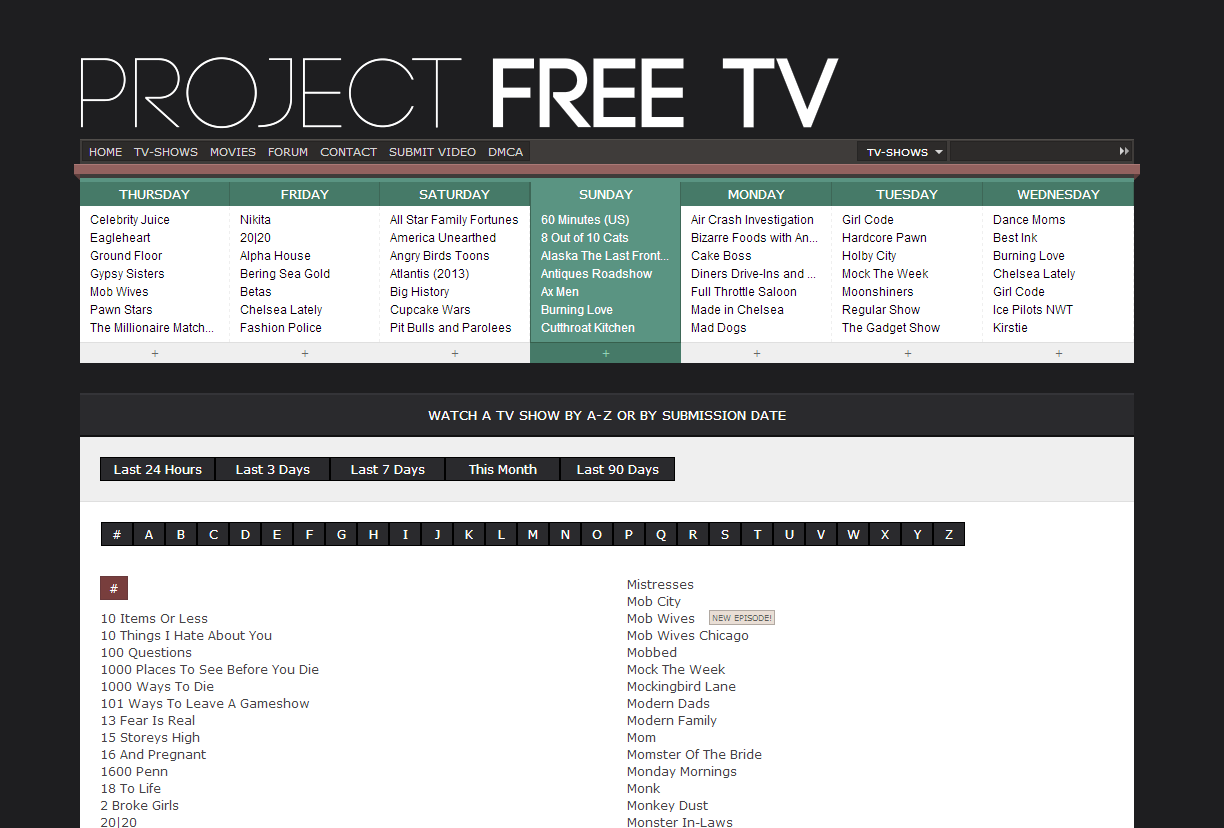 PROJECT FREE TV
HOME TV-SHOWS MOVIES FORUM CONTACT SUBMIT VIDEO DMCA TV-SHOWS
THURSDAY
Celebrity Juice
Eagleheart
Ground Floor
Gypsy Sisters
Mob Wives
Pawn Stars
The Millionaire Match...
+
FRIDAY
Nikita
20|20
Alpha House
Bering Sea Gold
Betas
Chelsea Lately
Fashion Police
+
SATURDAY
All Star Family Fortunes
America Unearthed
Angry Birds Toons
Atlantis (2013)
Big History
Cupcake Wars
Pit Bulls and Parolees
+
SUNDAY
60 Minutes (US)
8 Out of 10 Cats
Alaska The Last Front...
Antiques Roadshow
Ax Men
Burning Love
Cutthroat Kitchen
+
MONDAY
Air Crash Investigation
Bizarre Foods with An...
Cake Boss
Diners Drive-Ins and ...
Full Throttle Saloon
Made in Chelsea
Mad Dogs
+
TUESDAY
Girl Code
Hardcore Pawn
Holby City
Mock The Week
Moonshiners
Regular Show
The Gadget Show
+
WEDNESDAY
Dance Moms
Best Ink
Burning Love
Chelsea Lately
Girl Code
Ice Pilots NWT
Kirstie
+
WATCH A TV SHOW BY A-Z OR BY SUBMISSION DATE
Last 24 Hours Last 3 Days Last 7 Days This Month Last 90 Days
# A B C D E F G H I J K L M N O P Q R S T U V W X Y Z
#
10 Items Or Less
10 Things I Hate About You
100 Questions
1000 Places To See Before You Die
1000 Ways To Die
101 Ways To Leave A Gameshow
13 Fear Is Real
15 Storeys High
16 And Pregnant
1600 Penn
18 To Life
2 Broke Girls
20|20
Mistresses
Mob City
Mob Wives NEW EPISODE!
Mob Wives Chicago
Mobbed
Mock The Week
Mockingbird Lane
Modern Dads
Modern Family
Mom
Momster Of The Bride
Monday Mornings
Monk
Monkey Dust
Monster In-Laws